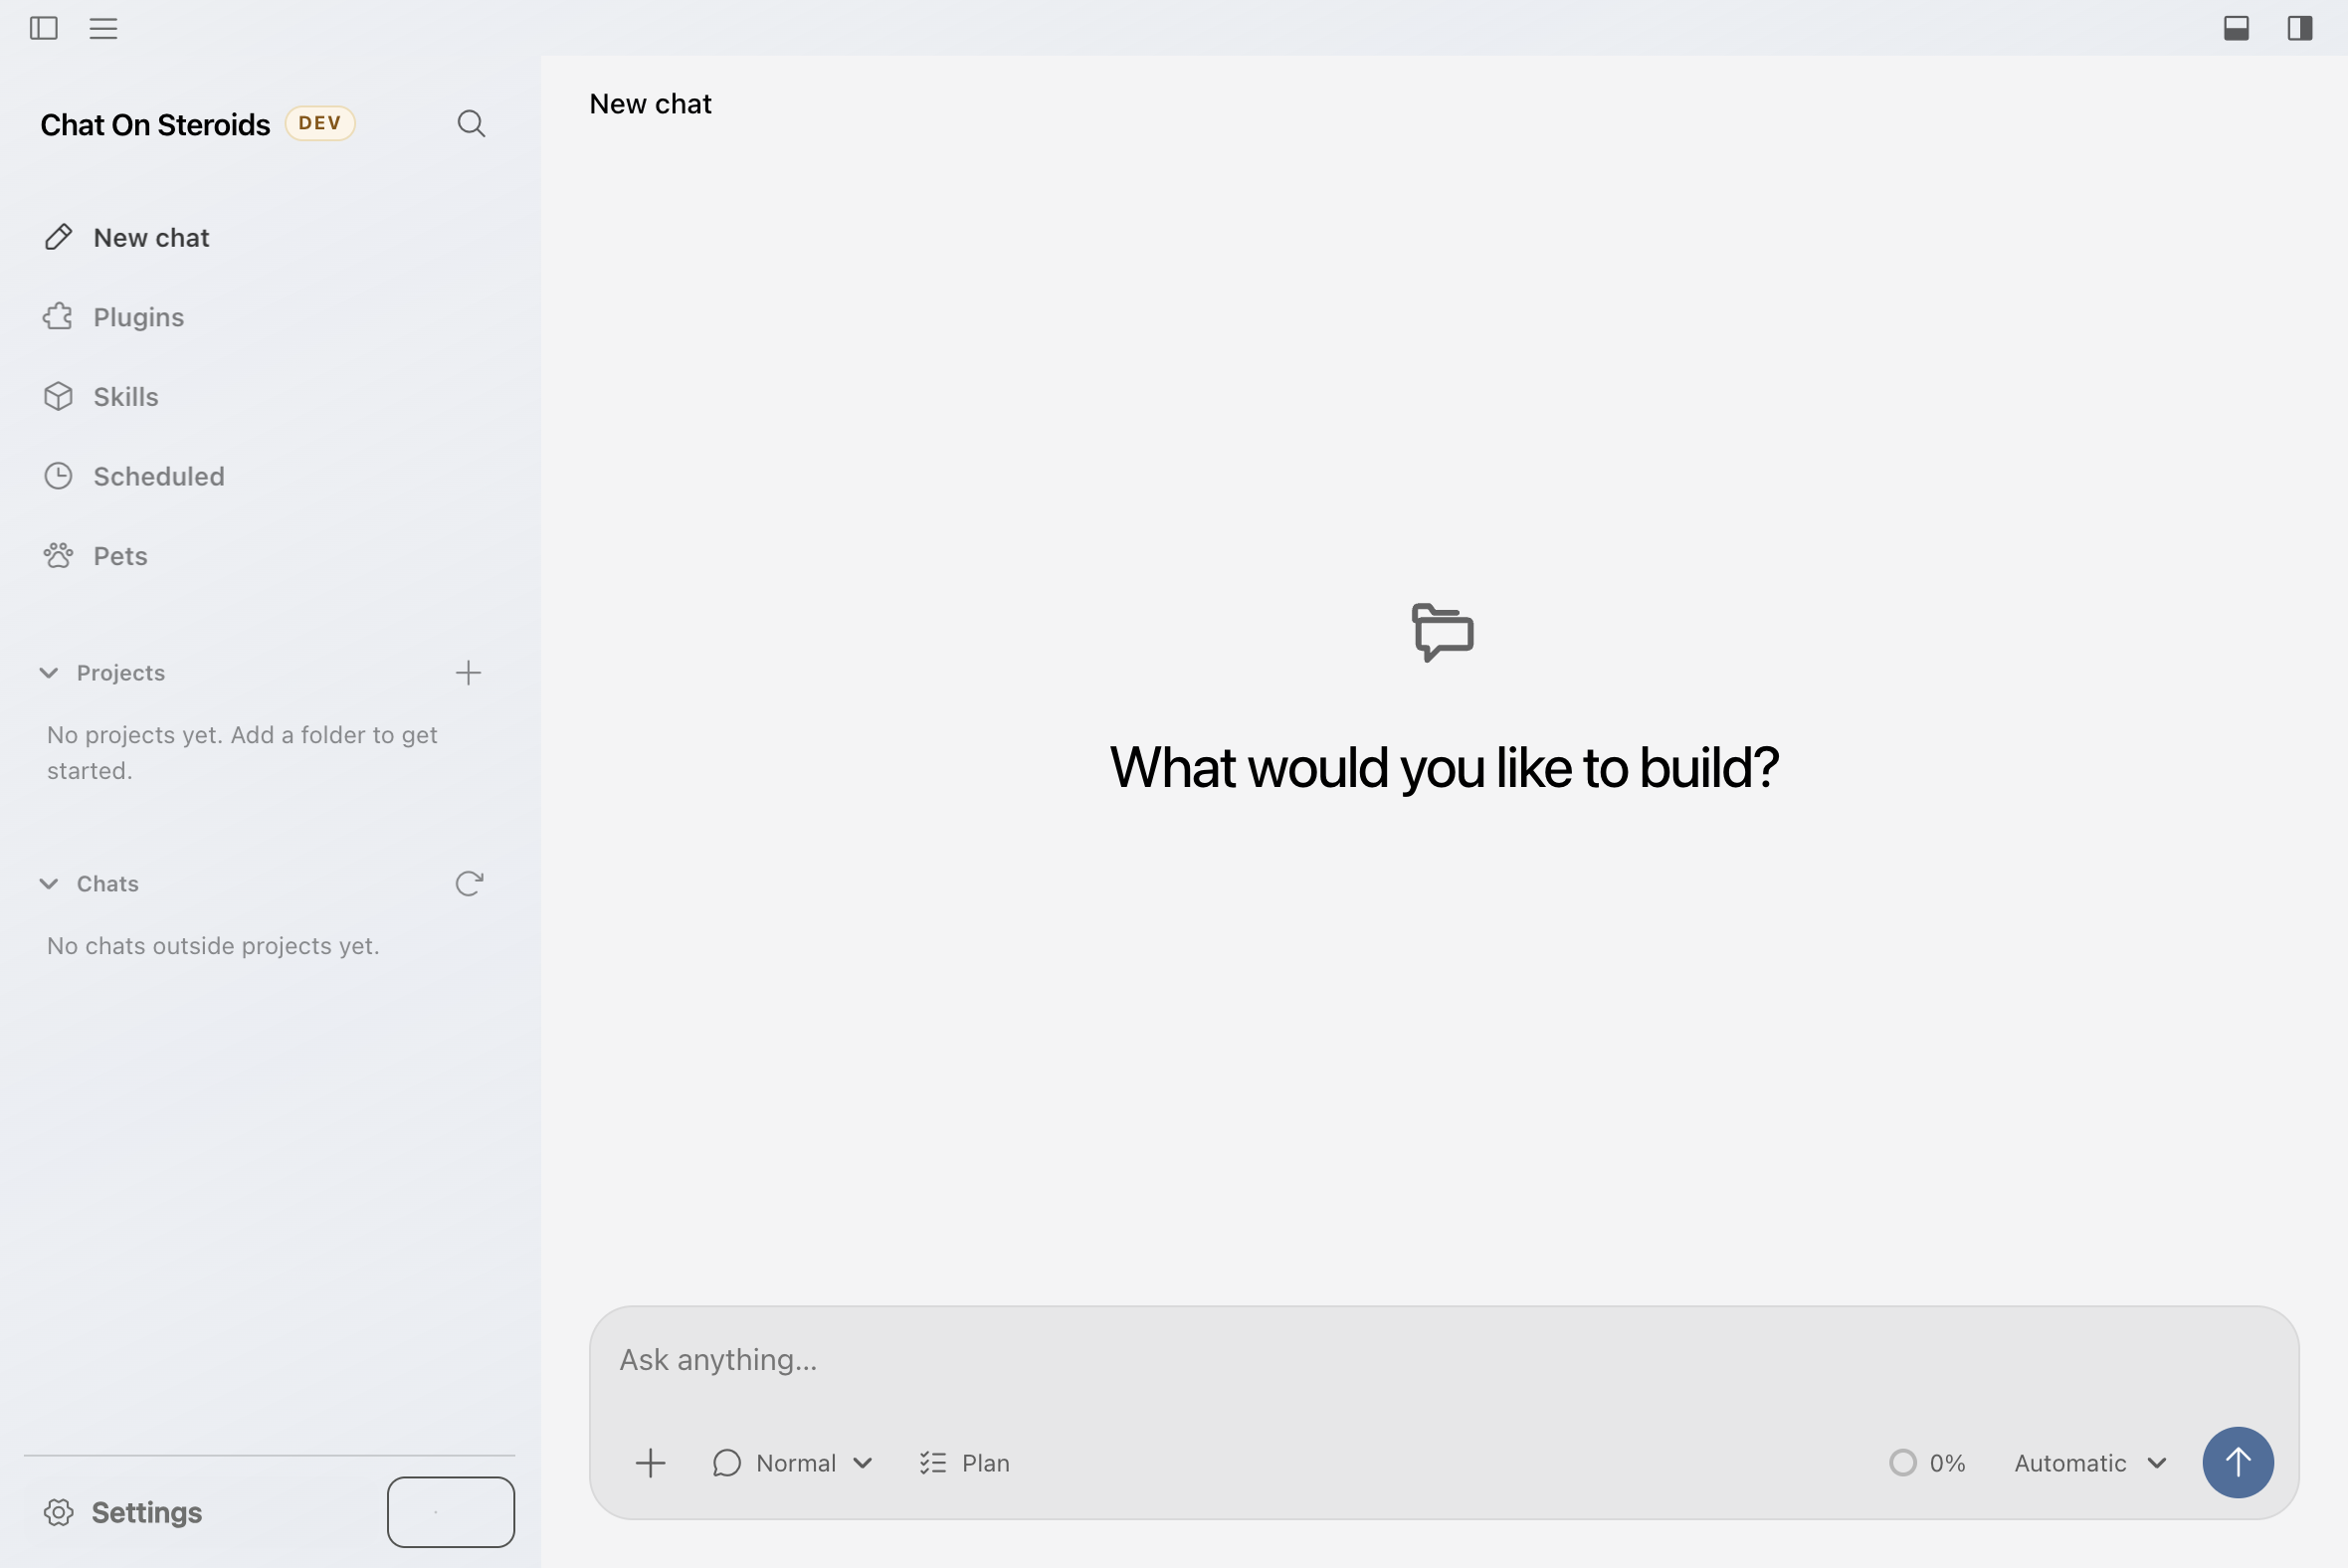 Chat On Steroids DEV
New chat
Plugins
Skills
Scheduled
Pets
Projects
No projects yet. Add a folder to get
started.
Chats
No chats outside projects yet.
Settings
New chat
What would you like to build?
Ask anything...
Normal
Plan
0%
Automatic